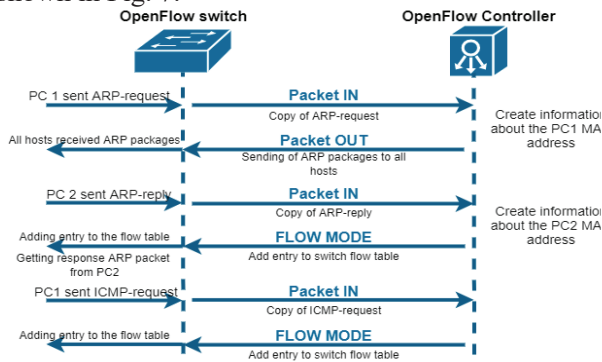 OpenFlow switch
OpenFlow Controller
PC 1 sent ARP-request
Packet IN
Copy of ARP-request
Create information
about the PC1 MA
address
All hosts received ARP packages
Packet OUT
Sending of ARP packages to all
hosts
PC 2 sent ARP-reply
Packet IN
Copy of ARP-reply
Create information
about the PC2 MA
address
Adding entry to the flow table
FLOW MODE
Add entry to switch flow table
Getting response ARP packet
from PC2
PC1 sent ICMP-request
Packet IN
Copy of ICMP-request
Adding entry to the flow table
FLOW MODE
Add entry to switch flow table